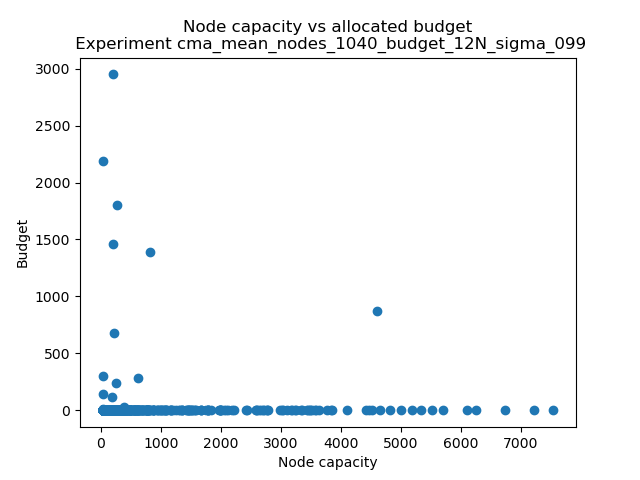 Node capacity vs allocated budget
Experiment cma_mean_nodes_1040_budget_12N_sigma_099
3000
2500
2000
1500
1000
500
0
Budget
0 1000 2000 3000 4000 5000 6000 7000
Node capacity